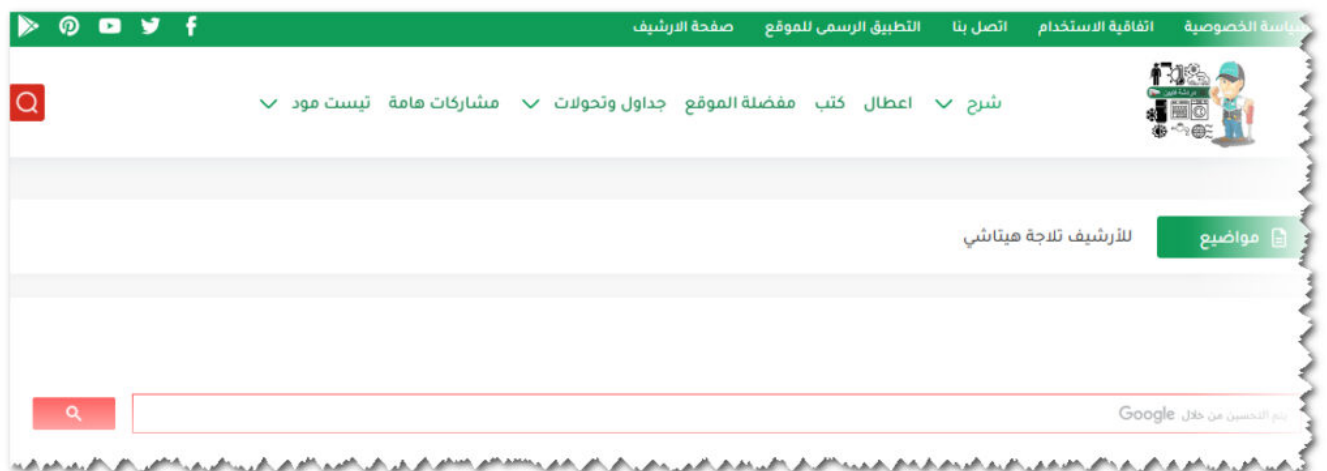 سياسة الخصوصية اتفاقية الاستخدام اتصل بنا التطبيق الرسمى للموقع صفحة الارشيف
شرح اعطال كتب مفضلة الموقع جداول وتحولات مشاركات هامة تيست مود
مواضيع للأرشيف تلاجة هيتاشي
يتم التحسين من خلال Google